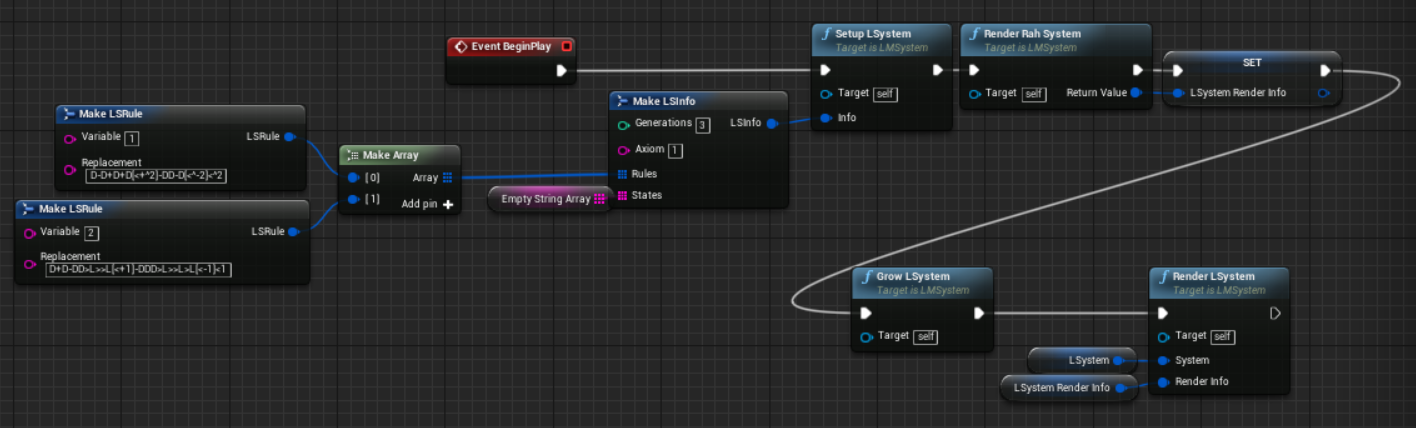 Event BeginPlay
Setup LSystem
Target is LMSystem
Target self
Info
Render Rah System
Target is LMSystem
Target self Return Value
SET
LSystem Render Info
Make LSRule
Variable 1 LSRule
Replacement
D-D+D+D[<+^2]-DD-D[<^-2]<^2
Make LSRule
Variable 2 LSRule
Replacement
D+D-DD>L>>L[<+1]-DDD>L>>L>L[<-1]<1
Make Array
[0] Array
[1] Add pin +
Empty String Array
Make LSInfo
Generations 3 LSInfo
Axiom 1
Rules
States
Grow LSystem
Target is LMSystem
Target self
LSystem
LSystem Render Info
Render LSystem
Target is LMSystem
Target self
System
Render Info